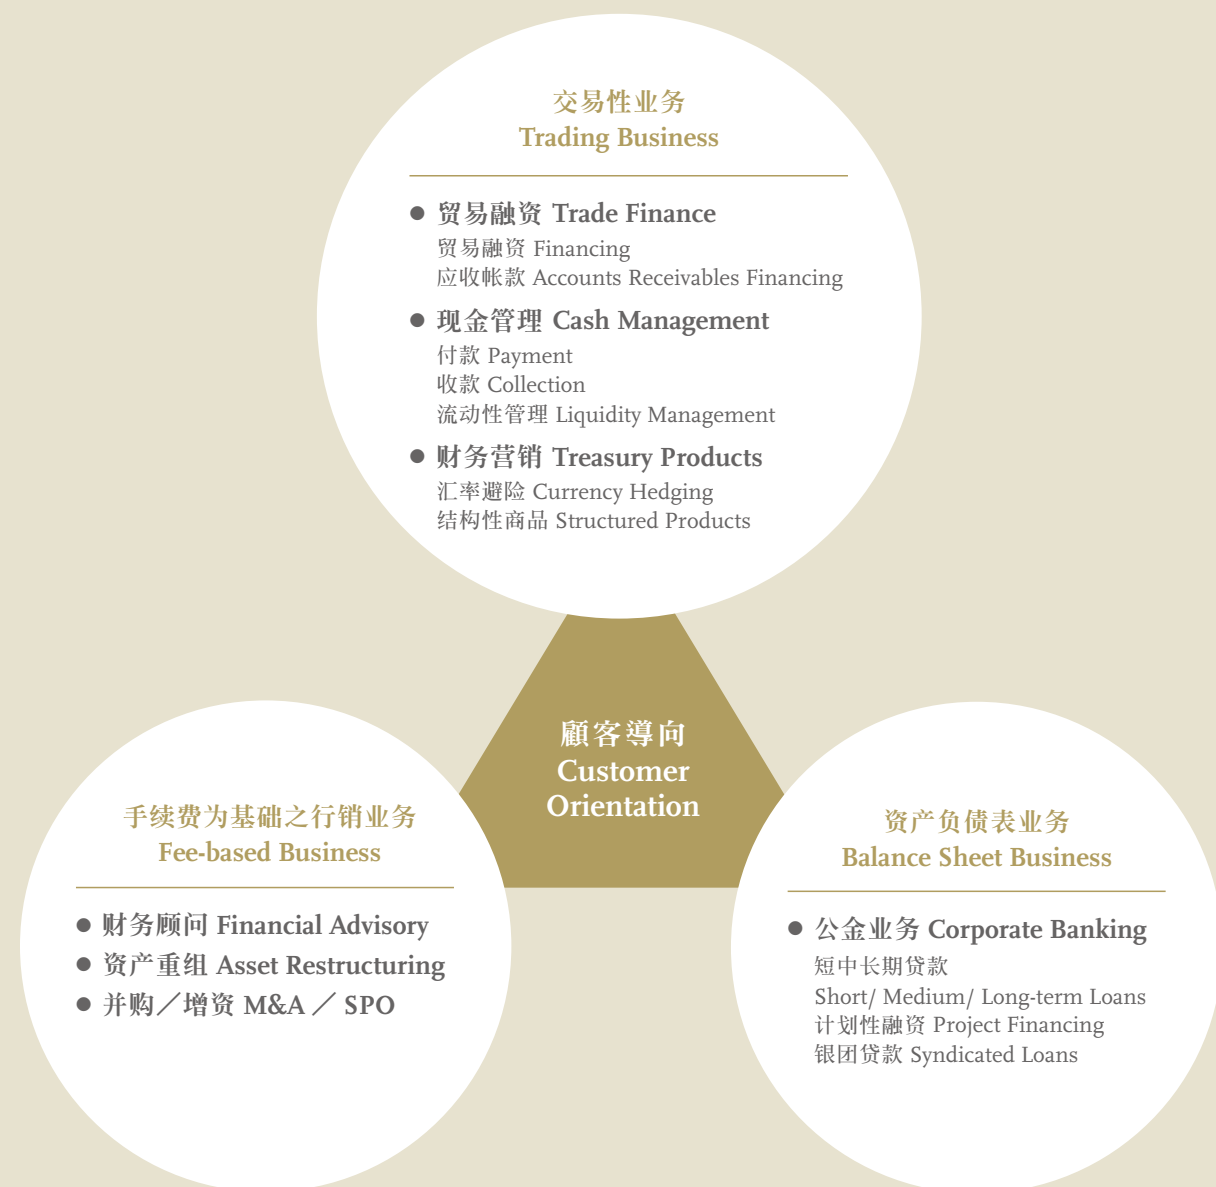 交易性业务
Trading Business
● 贸易融资 Trade Finance
贸易融资 Financing
应收帐款 Accounts Receivables Financing
● 现金管理 Cash Management
付款 Payment
收款 Collection
流动性管理 Liquidity Management
● 财务营销 Treasury Products
汇率避险 Currency Hedging
结构性商品 Structured Products
顧客導向
Customer
Orientation
手续费为基础之行销业务
Fee-based Business
● 财务顾问 Financial Advisory
● 资产重组 Asset Restructuring
● 并购／增资 M&A ／ SPO
资产负债表业务
Balance Sheet Business
● 公金业务 Corporate Banking
短中长期贷款
Short/ Medium/ Long-term Loans
计划性融资 Project Financing
银团贷款 Syndicated Loans